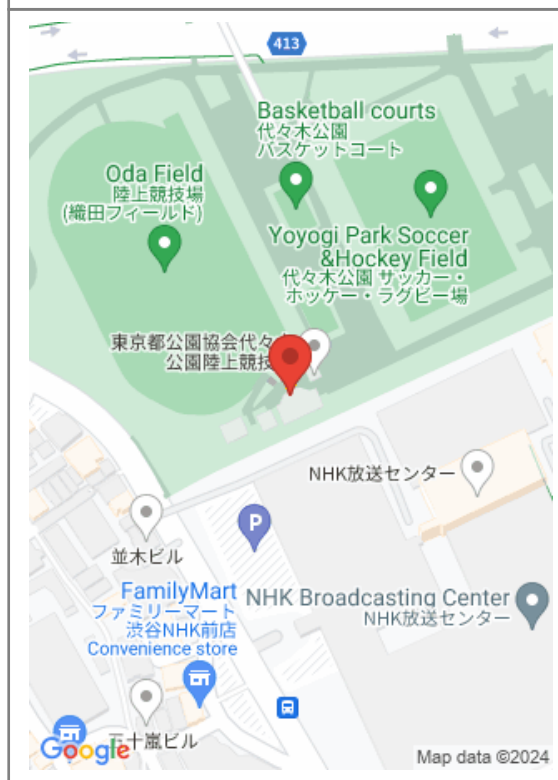 413
Basketball courts
代々木公園
バスケットコート
Oda Field
陸上競技場
(織田フィールド)
Yoyogi Park Soccer
&Hockey Field
代々木公園 サッカー・
ホッケー・ラグビー場
東京都公園協会代々
公園陸上競技
NHK放送センター
P
並木ビル
FamilyMart
ファミリーマート
渋谷NHK前店
Convenience store
NHK Broadcasting Center
NHK放送センター
十嵐ビル
Google
Map data ©2024